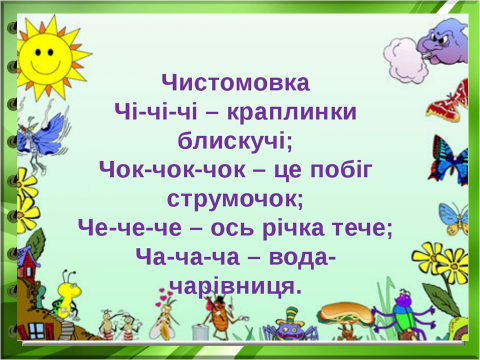 Чистомовка
Чі-чі-чі – краплинки
блискучі;
Чок-чок-чок – це побіг
струмочок;
Че-че-че – ось річка тече;
Ча-ча-ча – вода-
чарівниця.